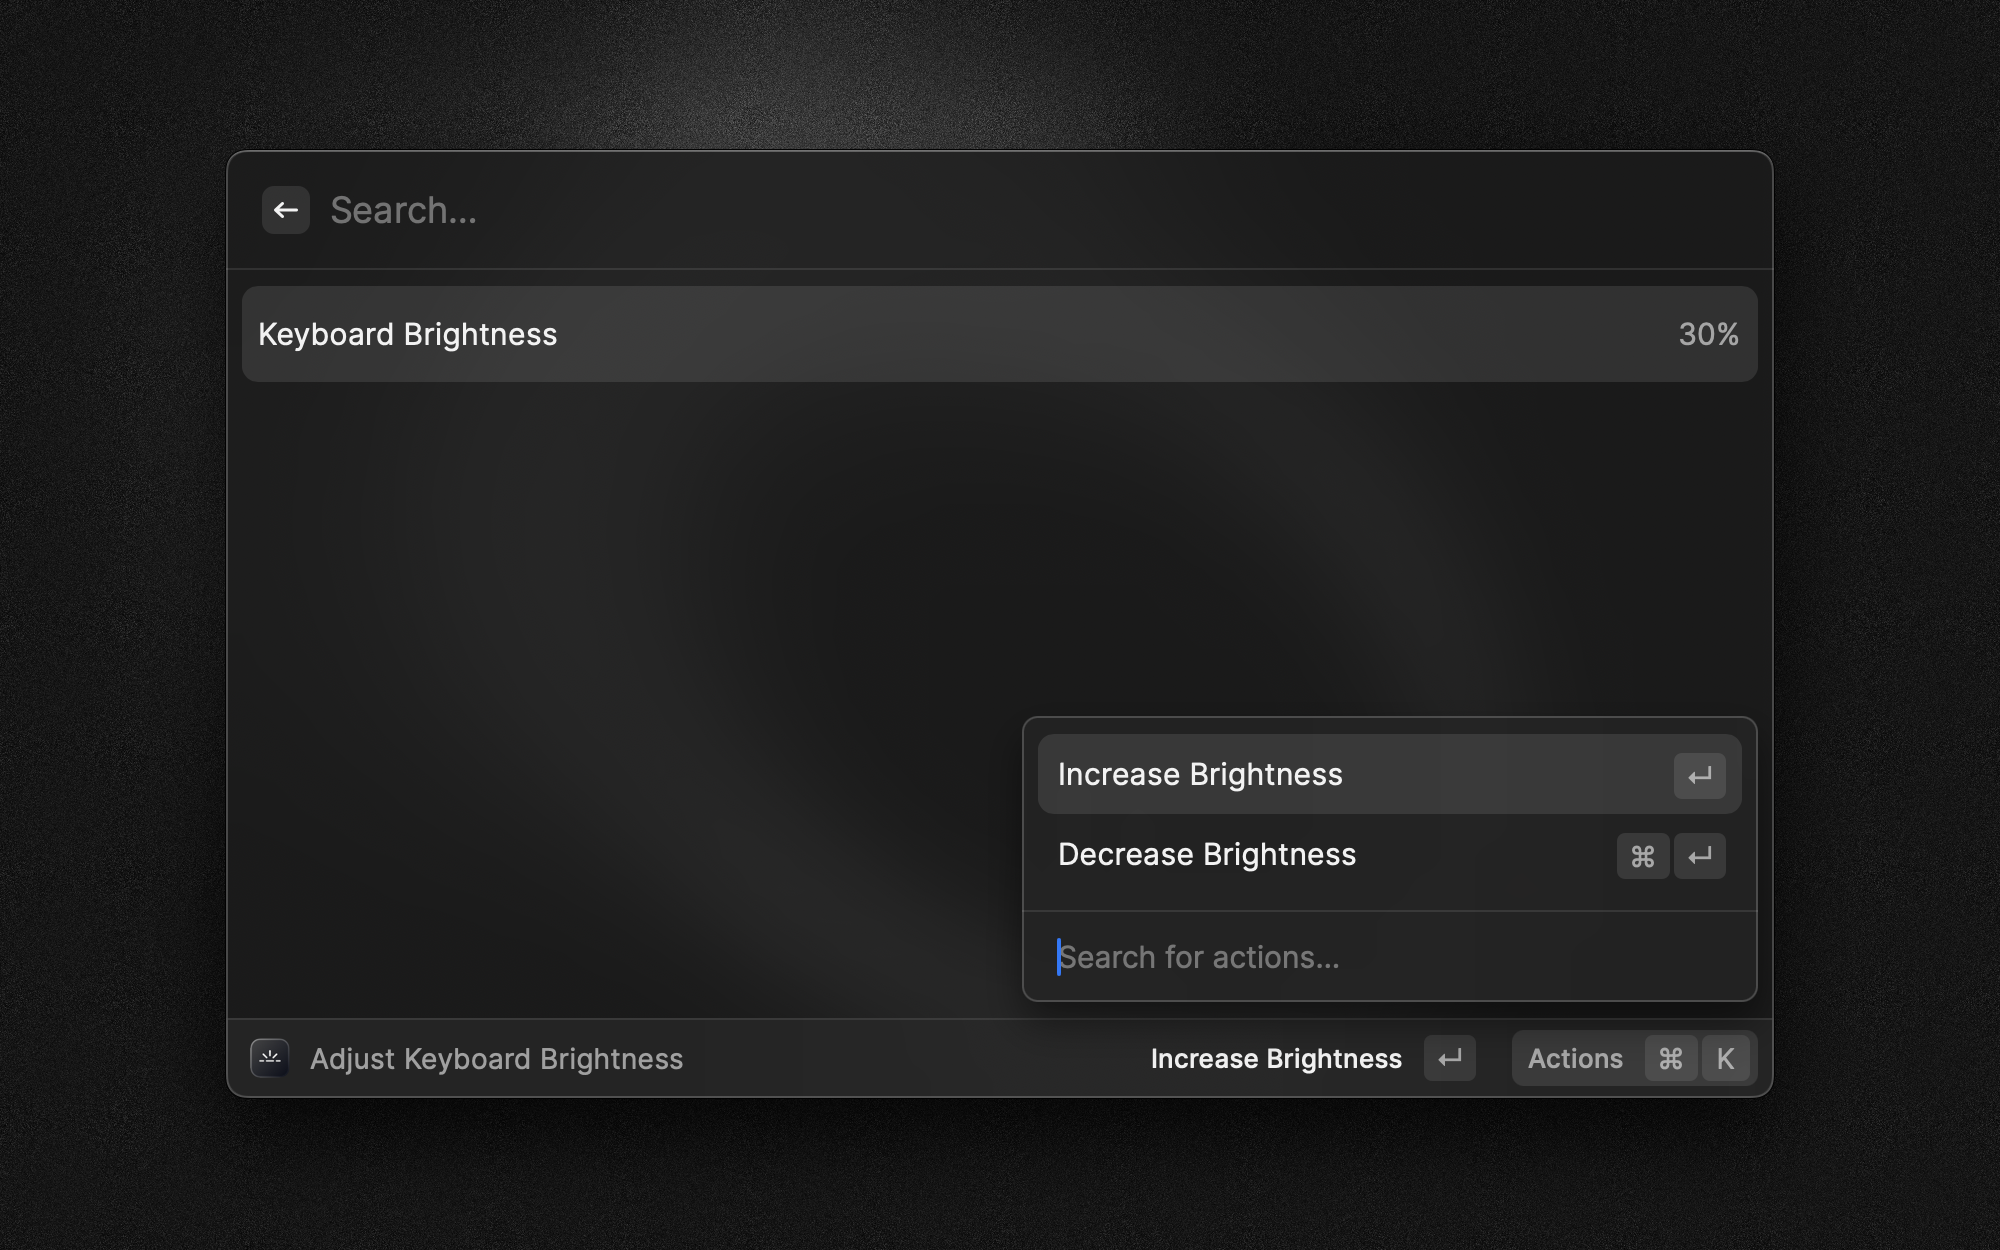 Search...
Keyboard Brightness 30%
Increase Brightness ↵
Decrease Brightness ⌘ ↵
Search for actions...
Adjust Keyboard Brightness Increase Brightness ↵ Actions ⌘ K